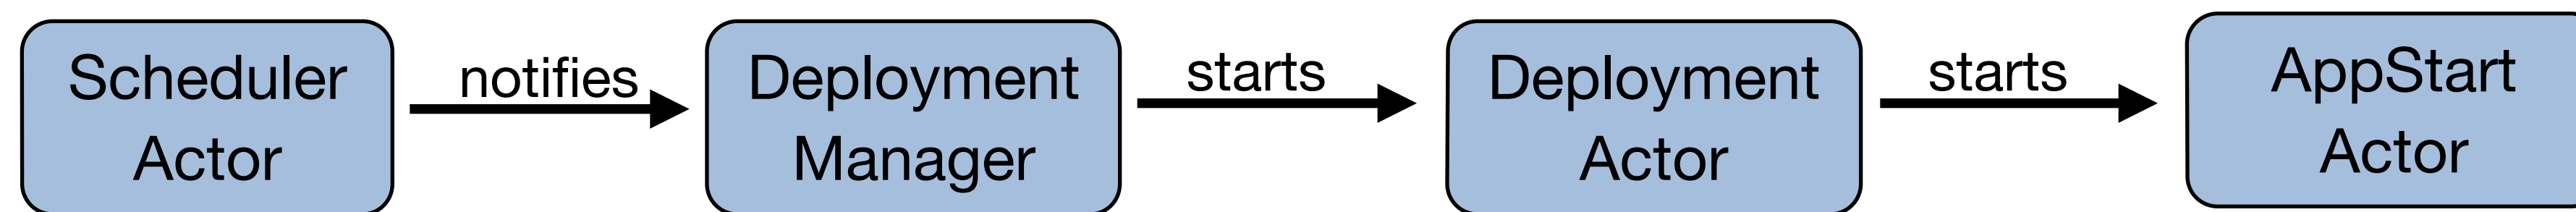 Scheduler
Actor
notifies
Deployment
Manager
starts
Deployment
Actor
starts
AppStart
Actor